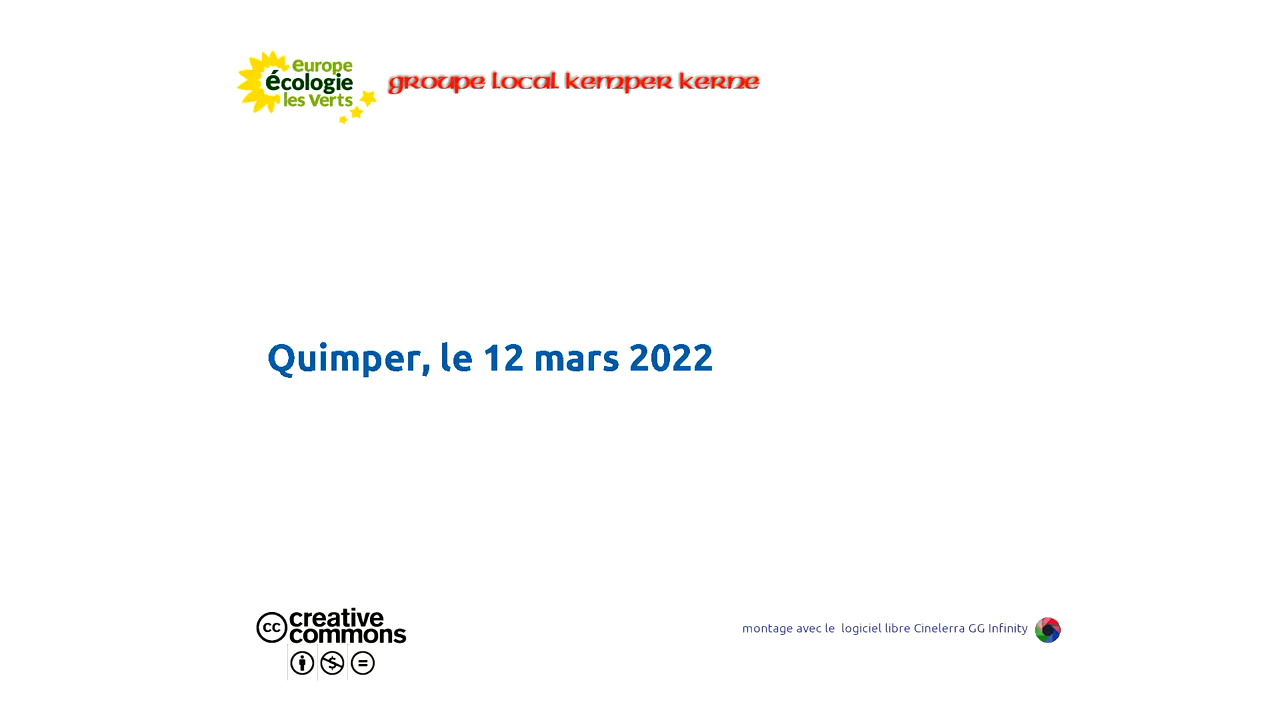 europe
écologie
les verts
groupe local kemper kerne
Quimper, le 12 mars 2022
cc creative
commons
montage avec le logiciel libre Cinelerra GG Infinity